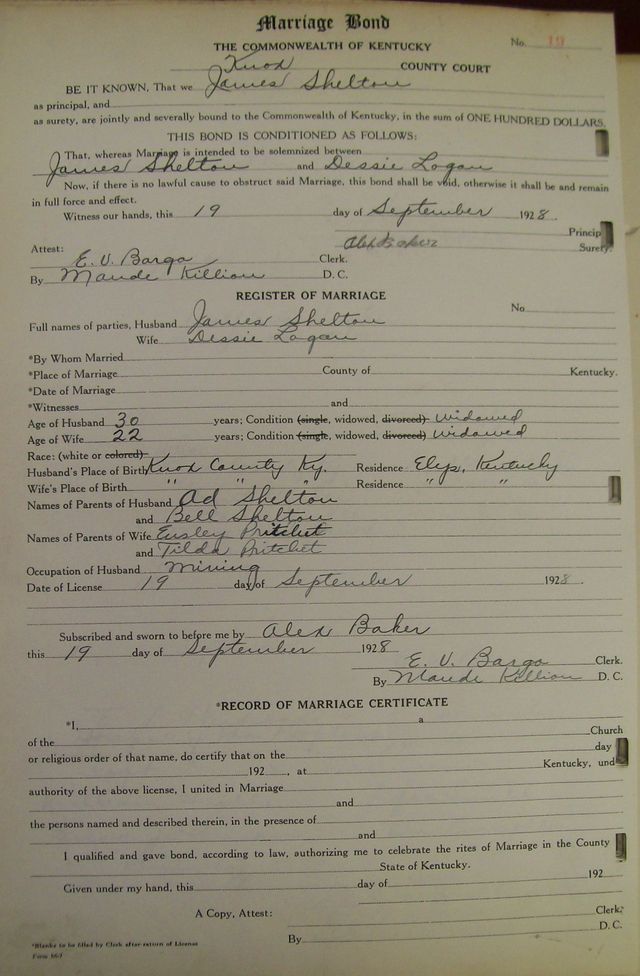 Marriage Bond
THE COMMONWEALTH OF KENTUCKY
No. 19
Knox COUNTY COURT
BE IT KNOWN, That we James Shelton
as principal, and
as surety, are jointly and severally bound to the Commonwealth of Kentucky, in the sum of ONE HUNDRED DOLLARS.
THIS BOND IS CONDITIONED AS FOLLOWS:
That, whereas Marriage is intended to be solemnized between
James Shelton and Dessie Logan
Now, if there is no lawful cause to obstruct said Marriage, this bond shall be void, otherwise it shall be and remain
in full force and effect.
Witness our hands, this 19 day of September 1928.
Princip
Alex Baker Surety.
Attest:
E. V. Barga Clerk.
By Maude Killion D. C.
REGISTER OF MARRIAGE
No.
Full names of parties, Husband James Shelton
Wife Dessie Logan
*By Whom Married
*Place of Marriage County of Kentucky.
*Date of Marriage
*Witnesses and
Age of Husband 30 years; Condition (single, widowed, divorced) widowed
Age of Wife 22 years; Condition (single, widowed, divorced) widowed
Race: (white or colored)
Husband's Place of Birth Knox County Ky. Residence Elys, Kentucky
Wife's Place of Birth " " " Residence " "
Names of Parents of Husband Ad Shelton
and Bell Shelton
Names of Parents of Wife Ensley Pritchet
and Tilda Pritchet
Occupation of Husband Mining
Date of License 19 day of September 1928.
Subscribed and sworn to before me by Alex Baker
this 19 day of September 1928
E. V. Barga Clerk.
By Maude Killion D. C.
*RECORD OF MARRIAGE CERTIFICATE
*I, a
of the Church
or religious order of that name, do certify that on the day
192 , at Kentucky, und
authority of the above license, I united in Marriage
and
the persons named and described therein, in the presence of
and
I qualified and gave bond, according to law, authorizing me to celebrate the rites of Marriage in the County
State of Kentucky.
Given under my hand, this day of 192
A Copy, Attest: Clerk.
By D. C.
*Blanks to be filled by Clerk after return of License